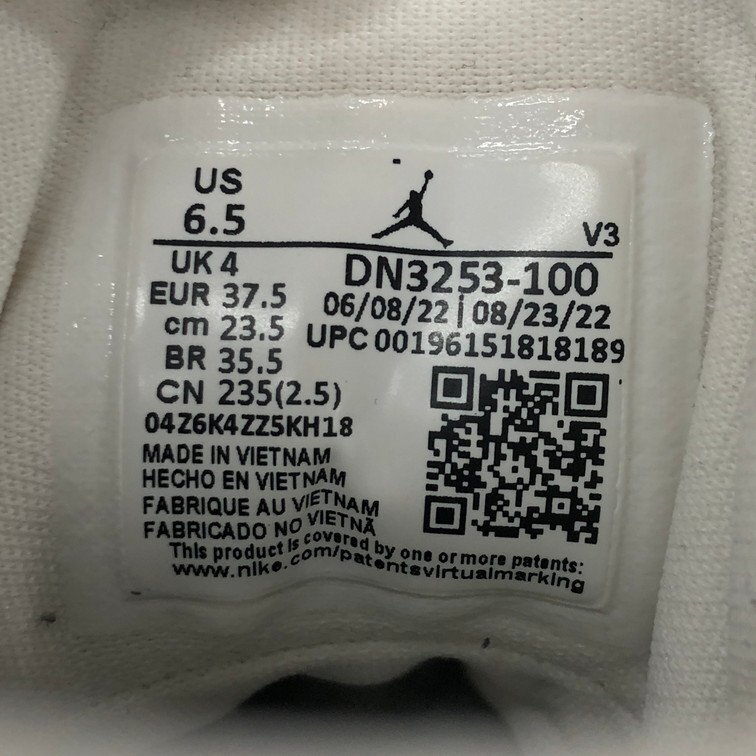 US
6.5
V3
UK 4
EUR 37.5
cm 23.5
BR 35.5
CN 235(2.5)
DN3253-100
06/08/22|08/23/22
UPC 00196151818189
04Z6K4ZZ5KH18
MADE IN VIETNAM
HECHO EN VIETNAM
FABRIQUE AU VIETNAM
FABRICADO NO VIETNÃ
This product is covered by one or more patents:
www.nike.com/patentsvirtualmarking